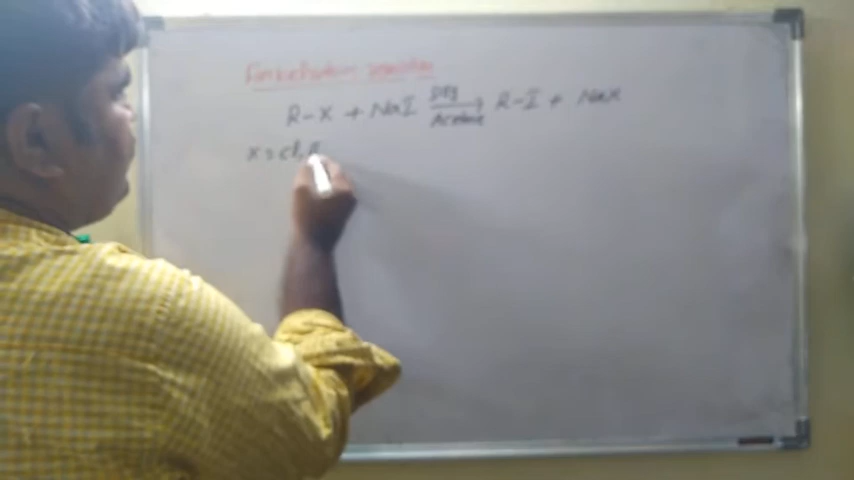 Finkelstein reaction
R-X + NaI Dry Acetone → R-I + NaX
X = Cl, B